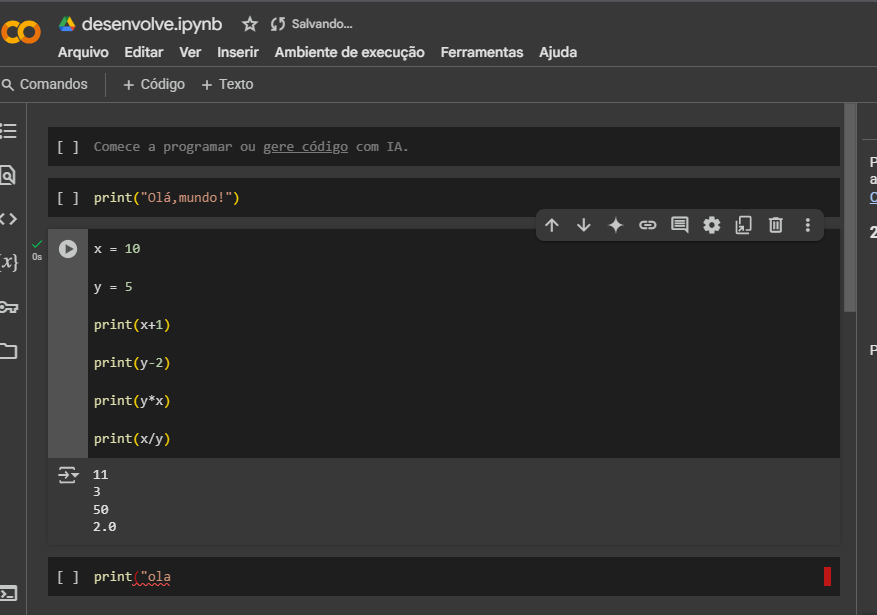 desenvolve.ipynb Salvando...
Arquivo Editar Ver Inserir Ambiente de execução Ferramentas Ajuda
Comandos + Código + Texto
[ ] Comece a programar ou gere código com IA.
[ ] print("Olá,mundo!")
0s
x = 10
y = 5
print(x+1)
print(y-2)
print(y*x)
print(x/y)
11
3
50
2.0
[ ] print("ola